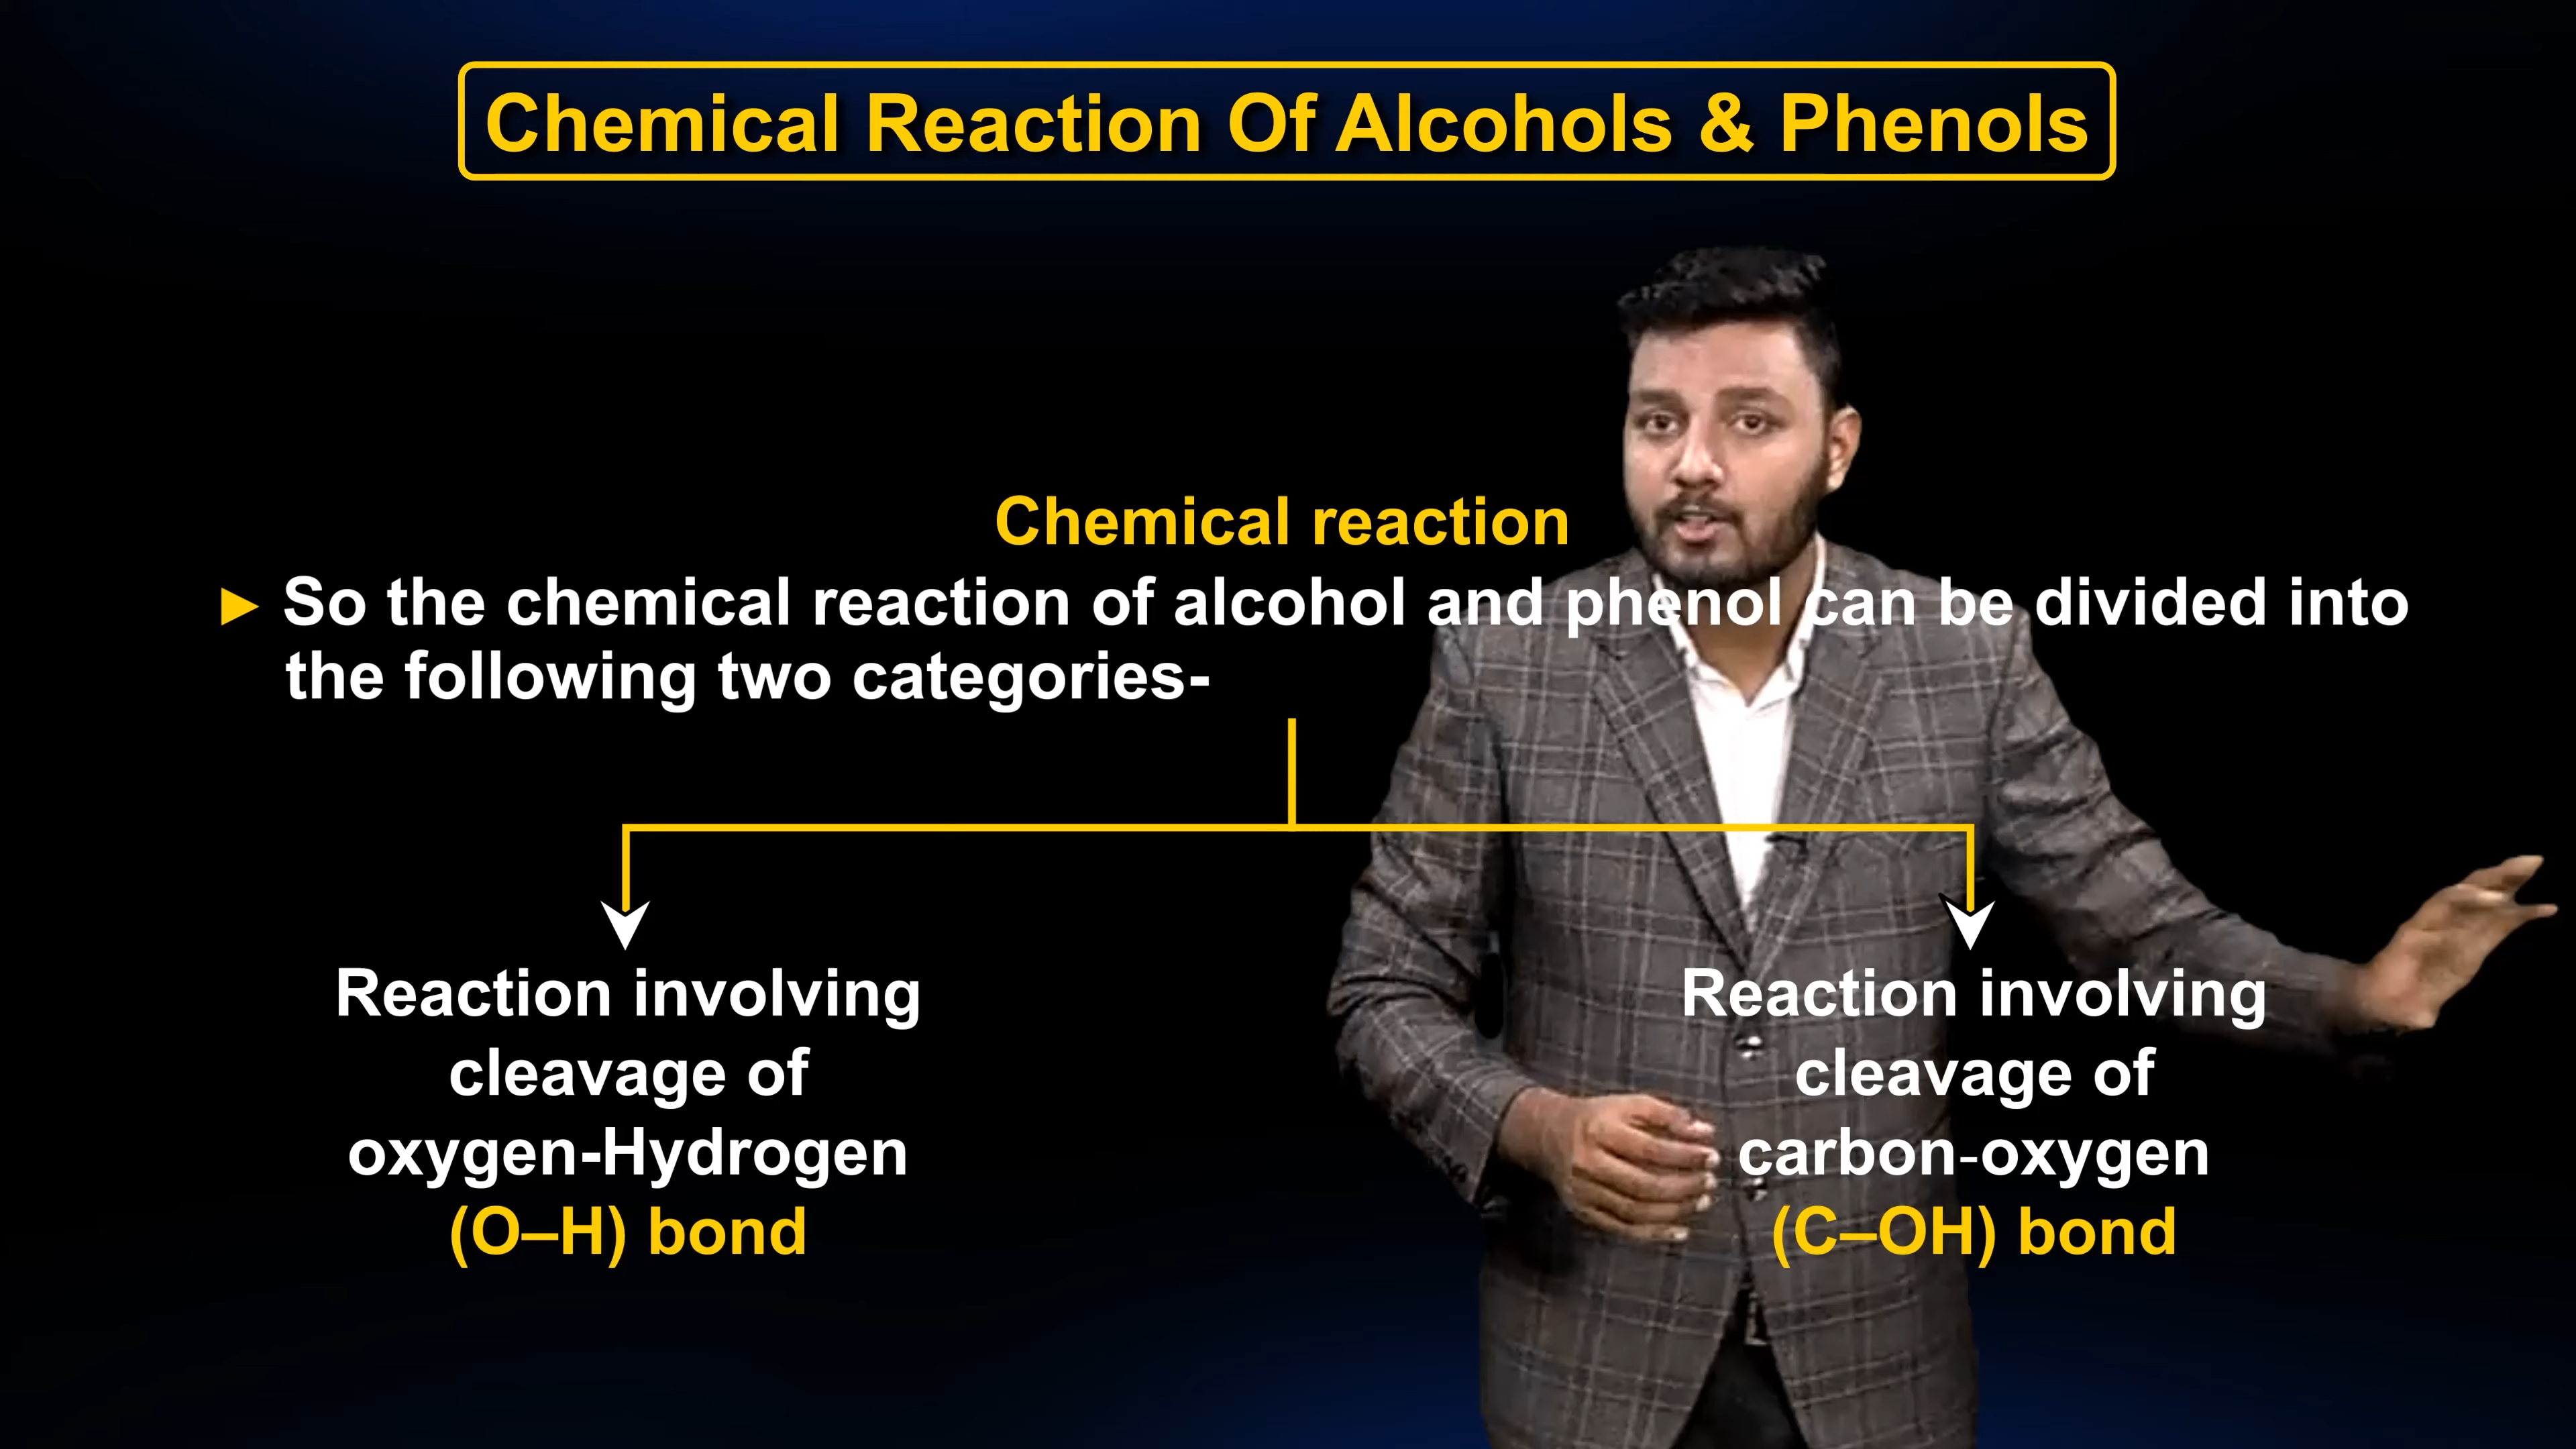 Chemical Reaction Of Alcohols & Phenols
Chemical reaction
► So the chemical reaction of alcohol and phenol can be divided into
the following two categories-
Reaction involving
cleavage of
oxygen-Hydrogen
(O–H) bond
Reaction involving
cleavage of
carbon-oxygen
(C–OH) bond